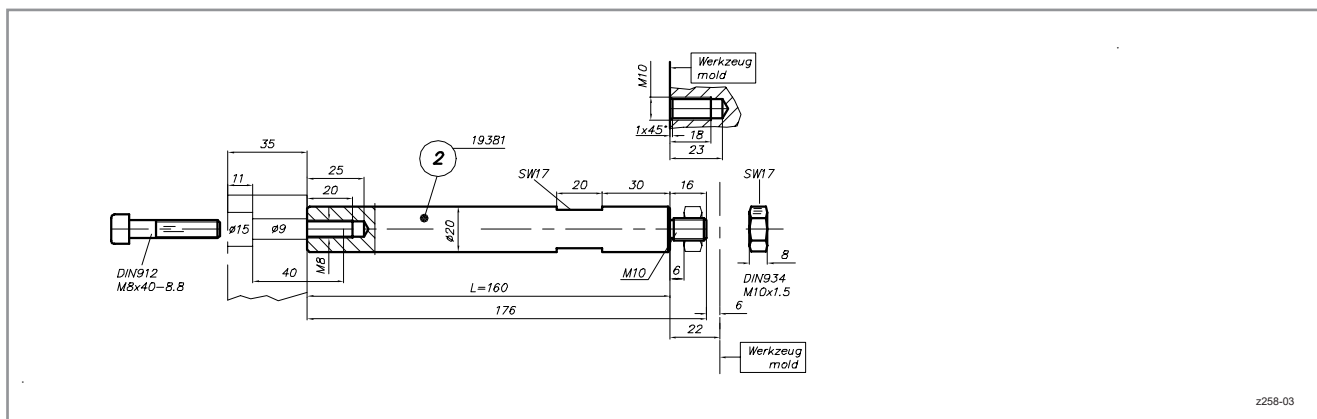 Werkzeug
mold
M10
1x45°
18
23
35
11
25
20
2
19381
SW17
20
30
16
SW17
ø15
ø9
M8
ø20
M10
6
8
DIN912
M8x40-8.8
40
DIN934
M10x1.5
L=160
176
6
22
Werkzeug
mold
z258-03